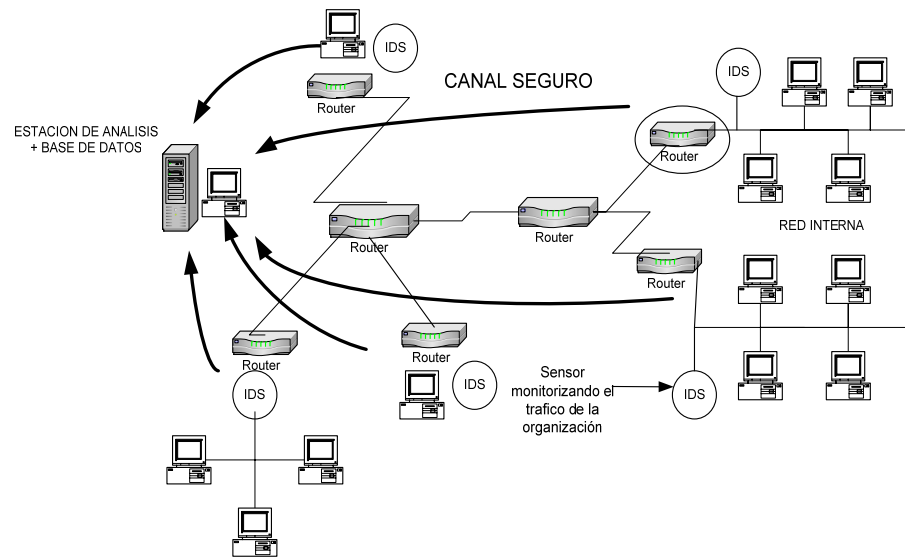 IDS
Router
CANAL SEGURO
IDS
Router
ESTACION DE ANALISIS
+ BASE DE DATOS
RED INTERNA
Router
Router
Router
Router
Router
IDS
IDS
Sensor
monitorizando el
trafico de la
organización
IDS